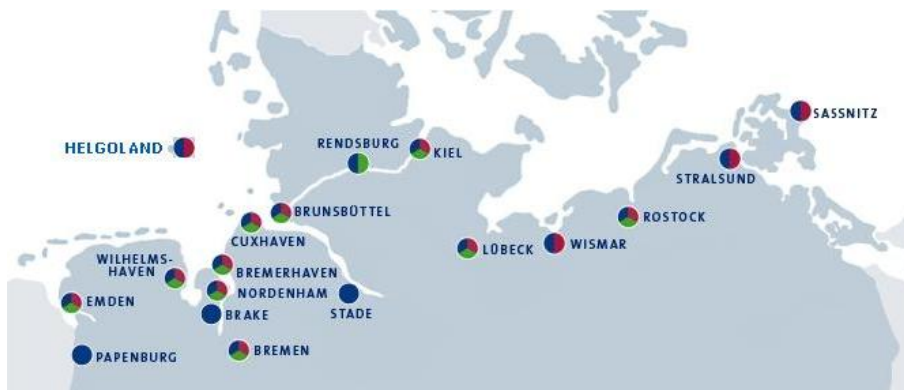 SASSNITZ
HELGOLAND
RENDSBURG
KIEL
STRALSUND
BRUNSBÜTTEL
ROSTOCK
CUXHAVEN
LÜBECK
WISMAR
WILHELMS-
HAVEN
BREMERHAVEN
NORDENHAM
EMDEN
BRAKE
STADE
PAPENBURG
BREMEN